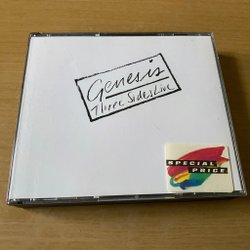 Genesis
Three Sides Live
SPECIAL
PRICE